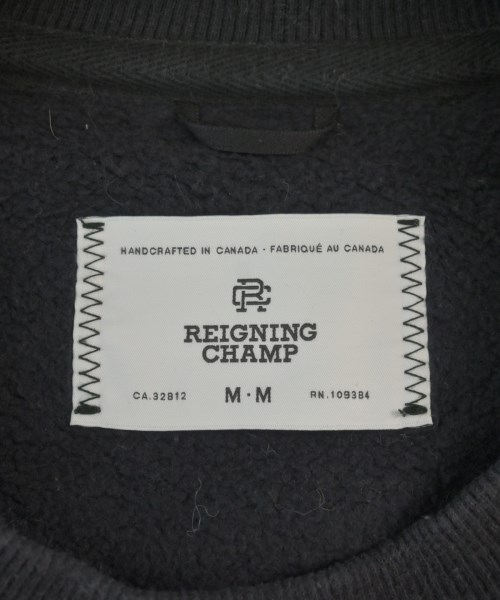 HANDCRAFTED IN CANADA · FABRIQUÉ AU CANADA
RC
REIGNING
CHAMP
CA.32812 M·M RN.109384